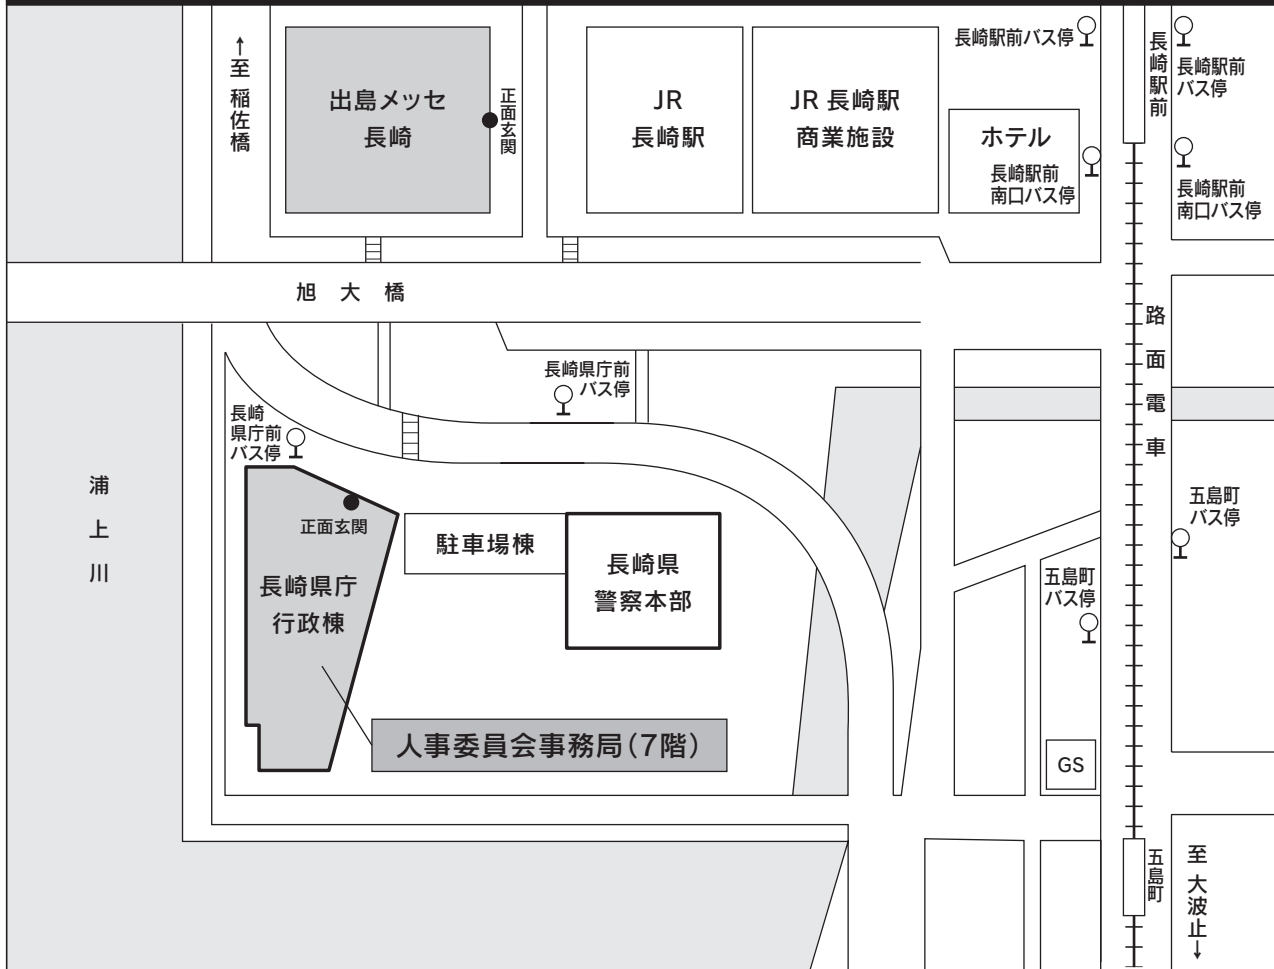 ↑至 稲佐橋
出島メッセ
長崎
正面玄関
JR
長崎駅
JR 長崎駅
商業施設
長崎駅前バス停
ホテル
長崎駅前
南口バス停
長崎駅前
長崎駅前
バス停
長崎駅前
南口バス停
旭大橋
路面電車
長崎県庁前
バス停
長崎
県庁前
バス停
浦上川
正面玄関
長崎県庁
行政棟
駐車場棟
長崎県
警察本部
五島町
バス停
五島町
バス停
人事委員会事務局(7階)
GS
五島町
至 大波止→